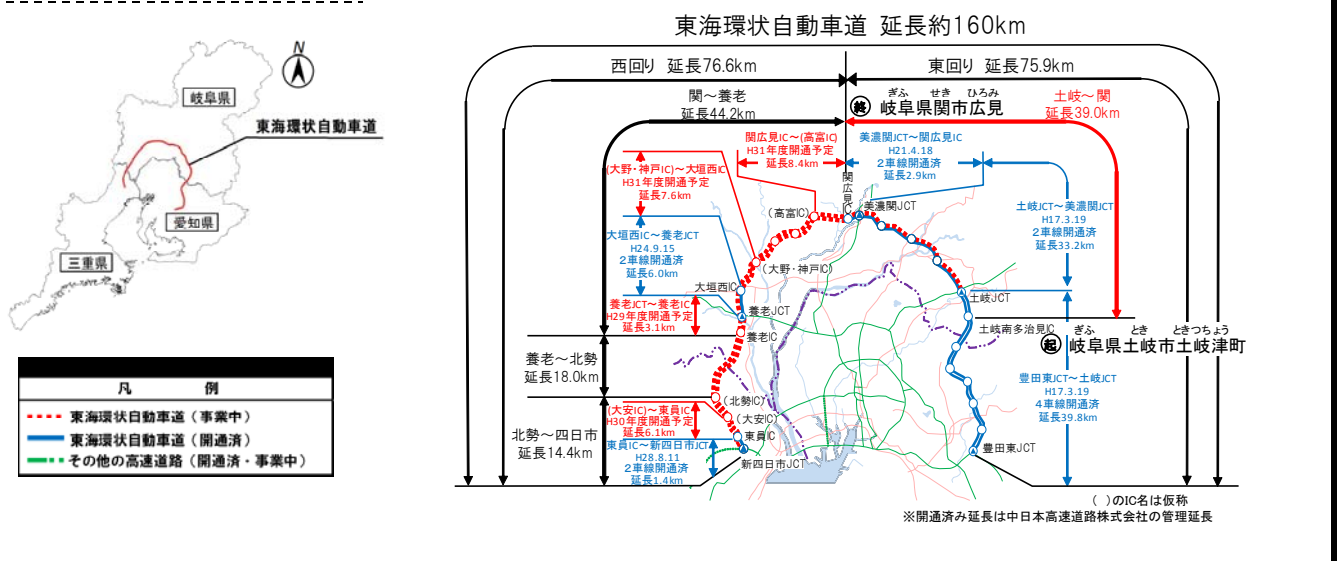 N
岐阜県
東海環状自動車道
愛知県
三重県
凡 例
東海環状自動車道（事業中）
東海環状自動車道（開通済）
その他の高速道路（開通済・事業中）
東海環状自動車道 延長約160km
西回り 延長76.6km
東回り 延長75.9km
関～養老
延長44.2km
ぎふ せき ひろみ
終 岐阜県関市広見
土岐～関
延長39.0km
関広見IC～(高富IC)
H31年度開通予定
延長8.4km
美濃関JCT～関広見IC
H21.4.18
2車線開通済
延長2.9km
(大野・神戸IC)～大垣西IC
H31年度開通予定
延長7.6km
関広見IC
(高富IC)
美濃関JCT
土岐JCT～美濃関JCT
H17.3.19
2車線開通済
延長33.2km
大垣西IC～養老JCT
H24.9.15
2車線開通済
延長6.0km
(大野・神戸IC)
大垣西IC
土岐JCT
養老JCT～養老IC
H29年度開通予定
延長3.1km
養老JCT
養老IC
土岐南多治見IC
ぎふ とき ときつちょう
起 岐阜県土岐市土岐津町
養老～北勢
延長18.0km
豊田東JCT～土岐JCT
H17.3.19
4車線開通済
延長39.8km
(北勢IC)
(大安IC)～東員IC
H30年度開通予定
延長6.1km
(大安IC)
北勢～四日市
延長14.4km
東員IC
東員IC～新四日市JCT
H28.8.11
2車線開通済
延長1.4km
新四日市JCT
豊田東JCT
( )のIC名は仮称
※開通済み延長は中日本高速道路株式会社の管理延長